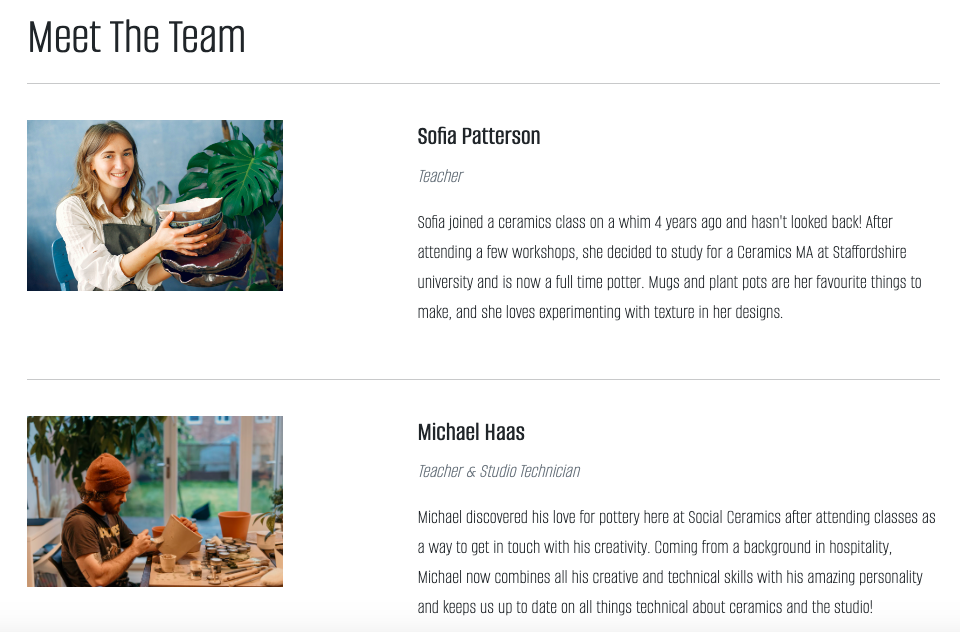 Meet The Team
Sofia Patterson
Teacher
Sofia joined a ceramics class on a whim 4 years ago and hasn't looked back! After
attending a few workshops, she decided to study for a Ceramics MA at Staffordshire
university and is now a full time potter. Mugs and plant pots are her favourite things to
make, and she loves experimenting with texture in her designs.
Michael Haas
Teacher & Studio Technician
Michael discovered his love for pottery here at Social Ceramics after attending classes as
a way to get in touch with his creativity. Coming from a background in hospitality,
Michael now combines all his creative and technical skills with his amazing personality
and keeps us up to date on all things technical about ceramics and the studio!